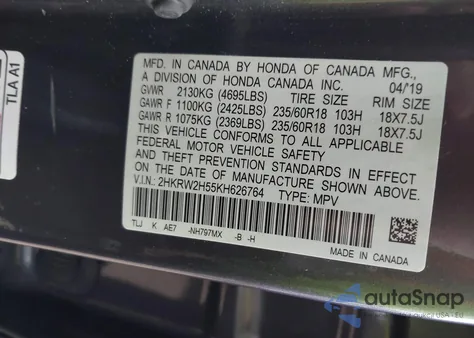 TLA A1
MFD. IN CANADA BY HONDA OF CANADA MFG.,
A DIVISION OF HONDA CANADA INC. 04/19
GVWR 2130KG (4695LBS) TIRE SIZE RIM SIZE
GAWR F 1100KG (2425LBS) 235/60R18 103H 18X7.5J
GAWR R 1075KG (2369LBS) 235/60R18 103H 18X7.5J
THIS VEHICLE CONFORMS TO ALL APPLICABLE
FEDERAL MOTOR VEHICLE SAFETY
AND THEFT PREVENTION STANDARDS IN EFFECT
ON THE DATE OF MANUFACTURE SHOWN ABOVE.
V.I.N.: 2HKRW2H55KH626764 TYPE: MPV
TLJ K AE7 -NH797MX -B -H
MADE IN CANADA
autoSnap